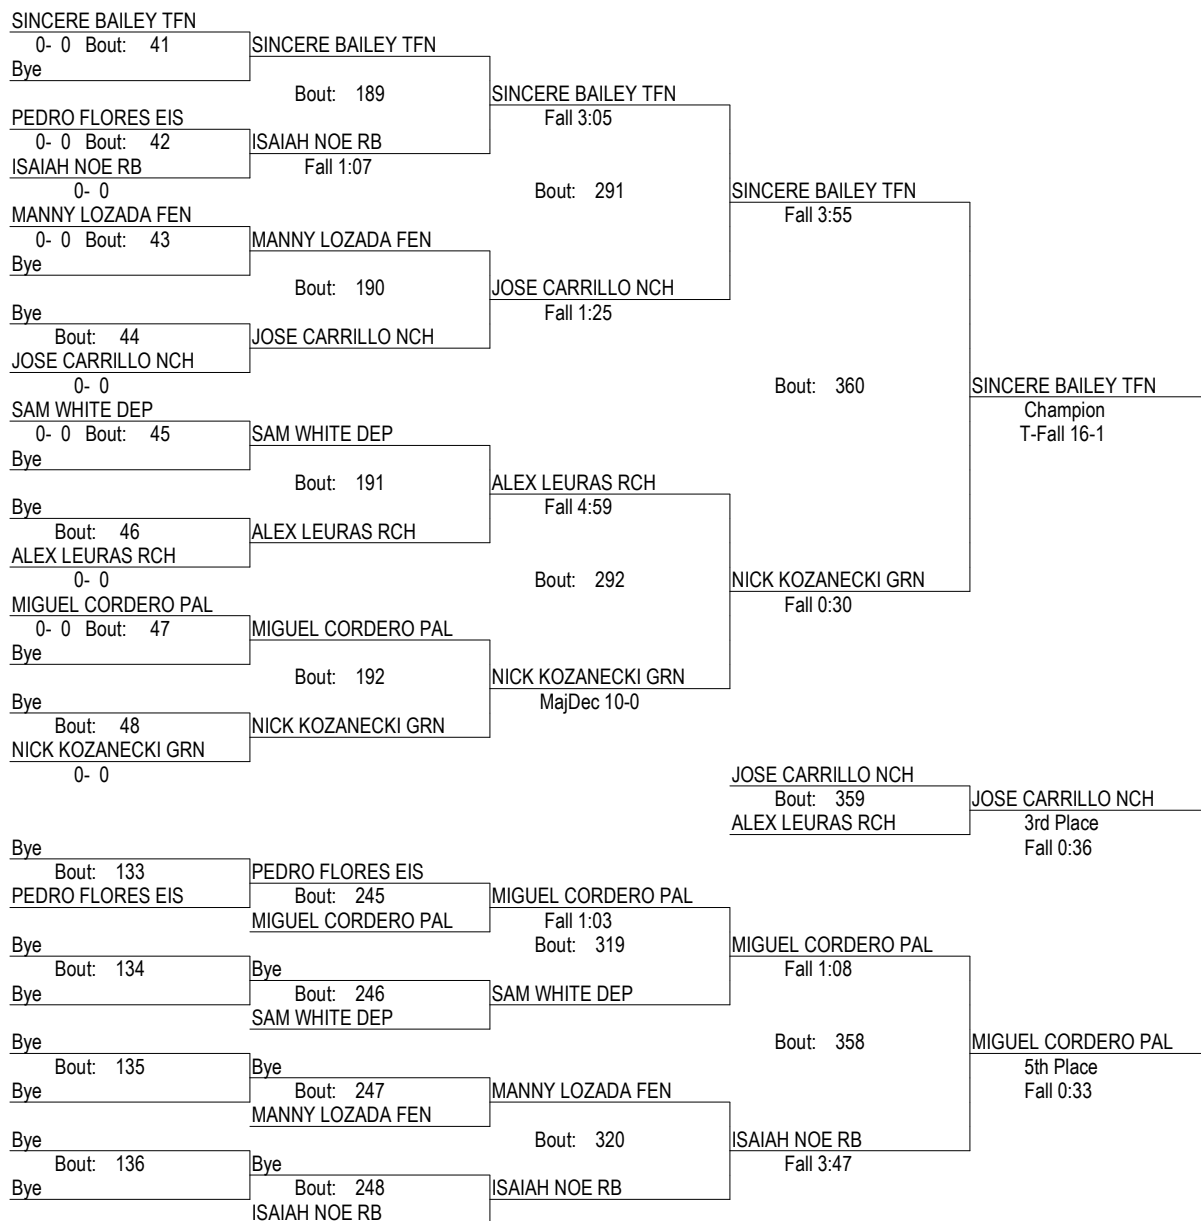 SINCERE BAILEY TFN
0- 0 Bout: 41 SINCERE BAILEY TFN
Bye
Bout: 189 SINCERE BAILEY TFN
PEDRO FLORES EIS Fall 3:05
0- 0 Bout: 42 ISAIAH NOE RB
ISAIAH NOE RB Fall 1:07
0- 0 Bout: 291 SINCERE BAILEY TFN
MANNY LOZADA FEN Fall 3:55
0- 0 Bout: 43 MANNY LOZADA FEN
Bye
Bout: 190 JOSE CARRILLO NCH
Bye Fall 1:25
Bout: 44 JOSE CARRILLO NCH
JOSE CARRILLO NCH
0- 0 Bout: 360 SINCERE BAILEY TFN
SAM WHITE DEP Champion
0- 0 Bout: 45 SAM WHITE DEP T-Fall 16-1
Bye
Bout: 191 ALEX LEURAS RCH
Bye Fall 4:59
Bout: 46 ALEX LEURAS RCH
ALEX LEURAS RCH
0- 0 Bout: 292 NICK KOZANECKI GRN
MIGUEL CORDERO PAL Fall 0:30
0- 0 Bout: 47 MIGUEL CORDERO PAL
Bye
Bout: 192 NICK KOZANECKI GRN
Bye MajDec 10-0
Bout: 48 NICK KOZANECKI GRN
NICK KOZANECKI GRN
0- 0 JOSE CARRILLO NCH
Bout: 359 JOSE CARRILLO NCH
ALEX LEURAS RCH 3rd Place
Bye Fall 0:36
Bout: 133 PEDRO FLORES EIS
PEDRO FLORES EIS Bout: 245 MIGUEL CORDERO PAL
MIGUEL CORDERO PAL Fall 1:03
Bye Bout: 319 MIGUEL CORDERO PAL
Bout: 134 Bye Fall 1:08
Bye Bout: 246 SAM WHITE DEP
SAM WHITE DEP
Bye Bout: 358 MIGUEL CORDERO PAL
Bout: 135 Bye 5th Place
Bye Bout: 247 MANNY LOZADA FEN Fall 0:33
MANNY LOZADA FEN
Bye Bout: 320 ISAIAH NOE RB
Bout: 136 Bye Fall 3:47
Bye Bout: 248 ISAIAH NOE RB
ISAIAH NOE RB